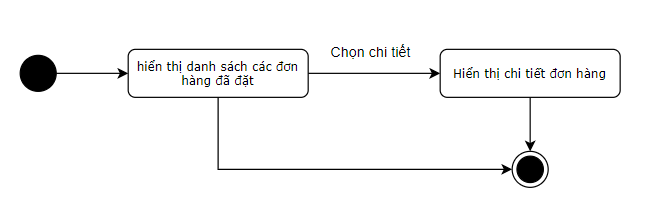 Chọn chi tiết
hiển thị danh sách các đơn
hàng đã đặt
Hiển thị chi tiết đơn hàng